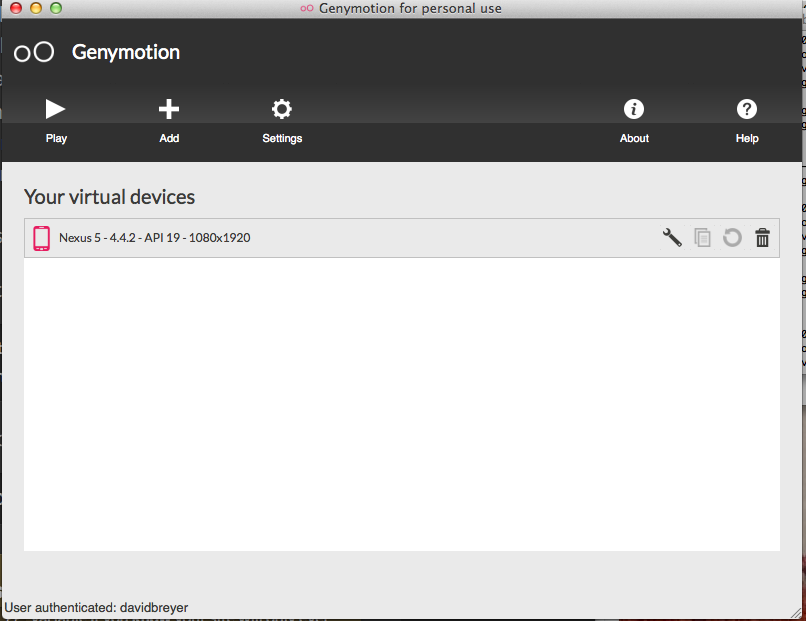 Genymotion for personal use
Genymotion
Play
Add
Settings
About
Help
Your virtual devices
Nexus 5 - 4.4.2 - API 19 - 1080x1920
User authenticated: davidbreyer